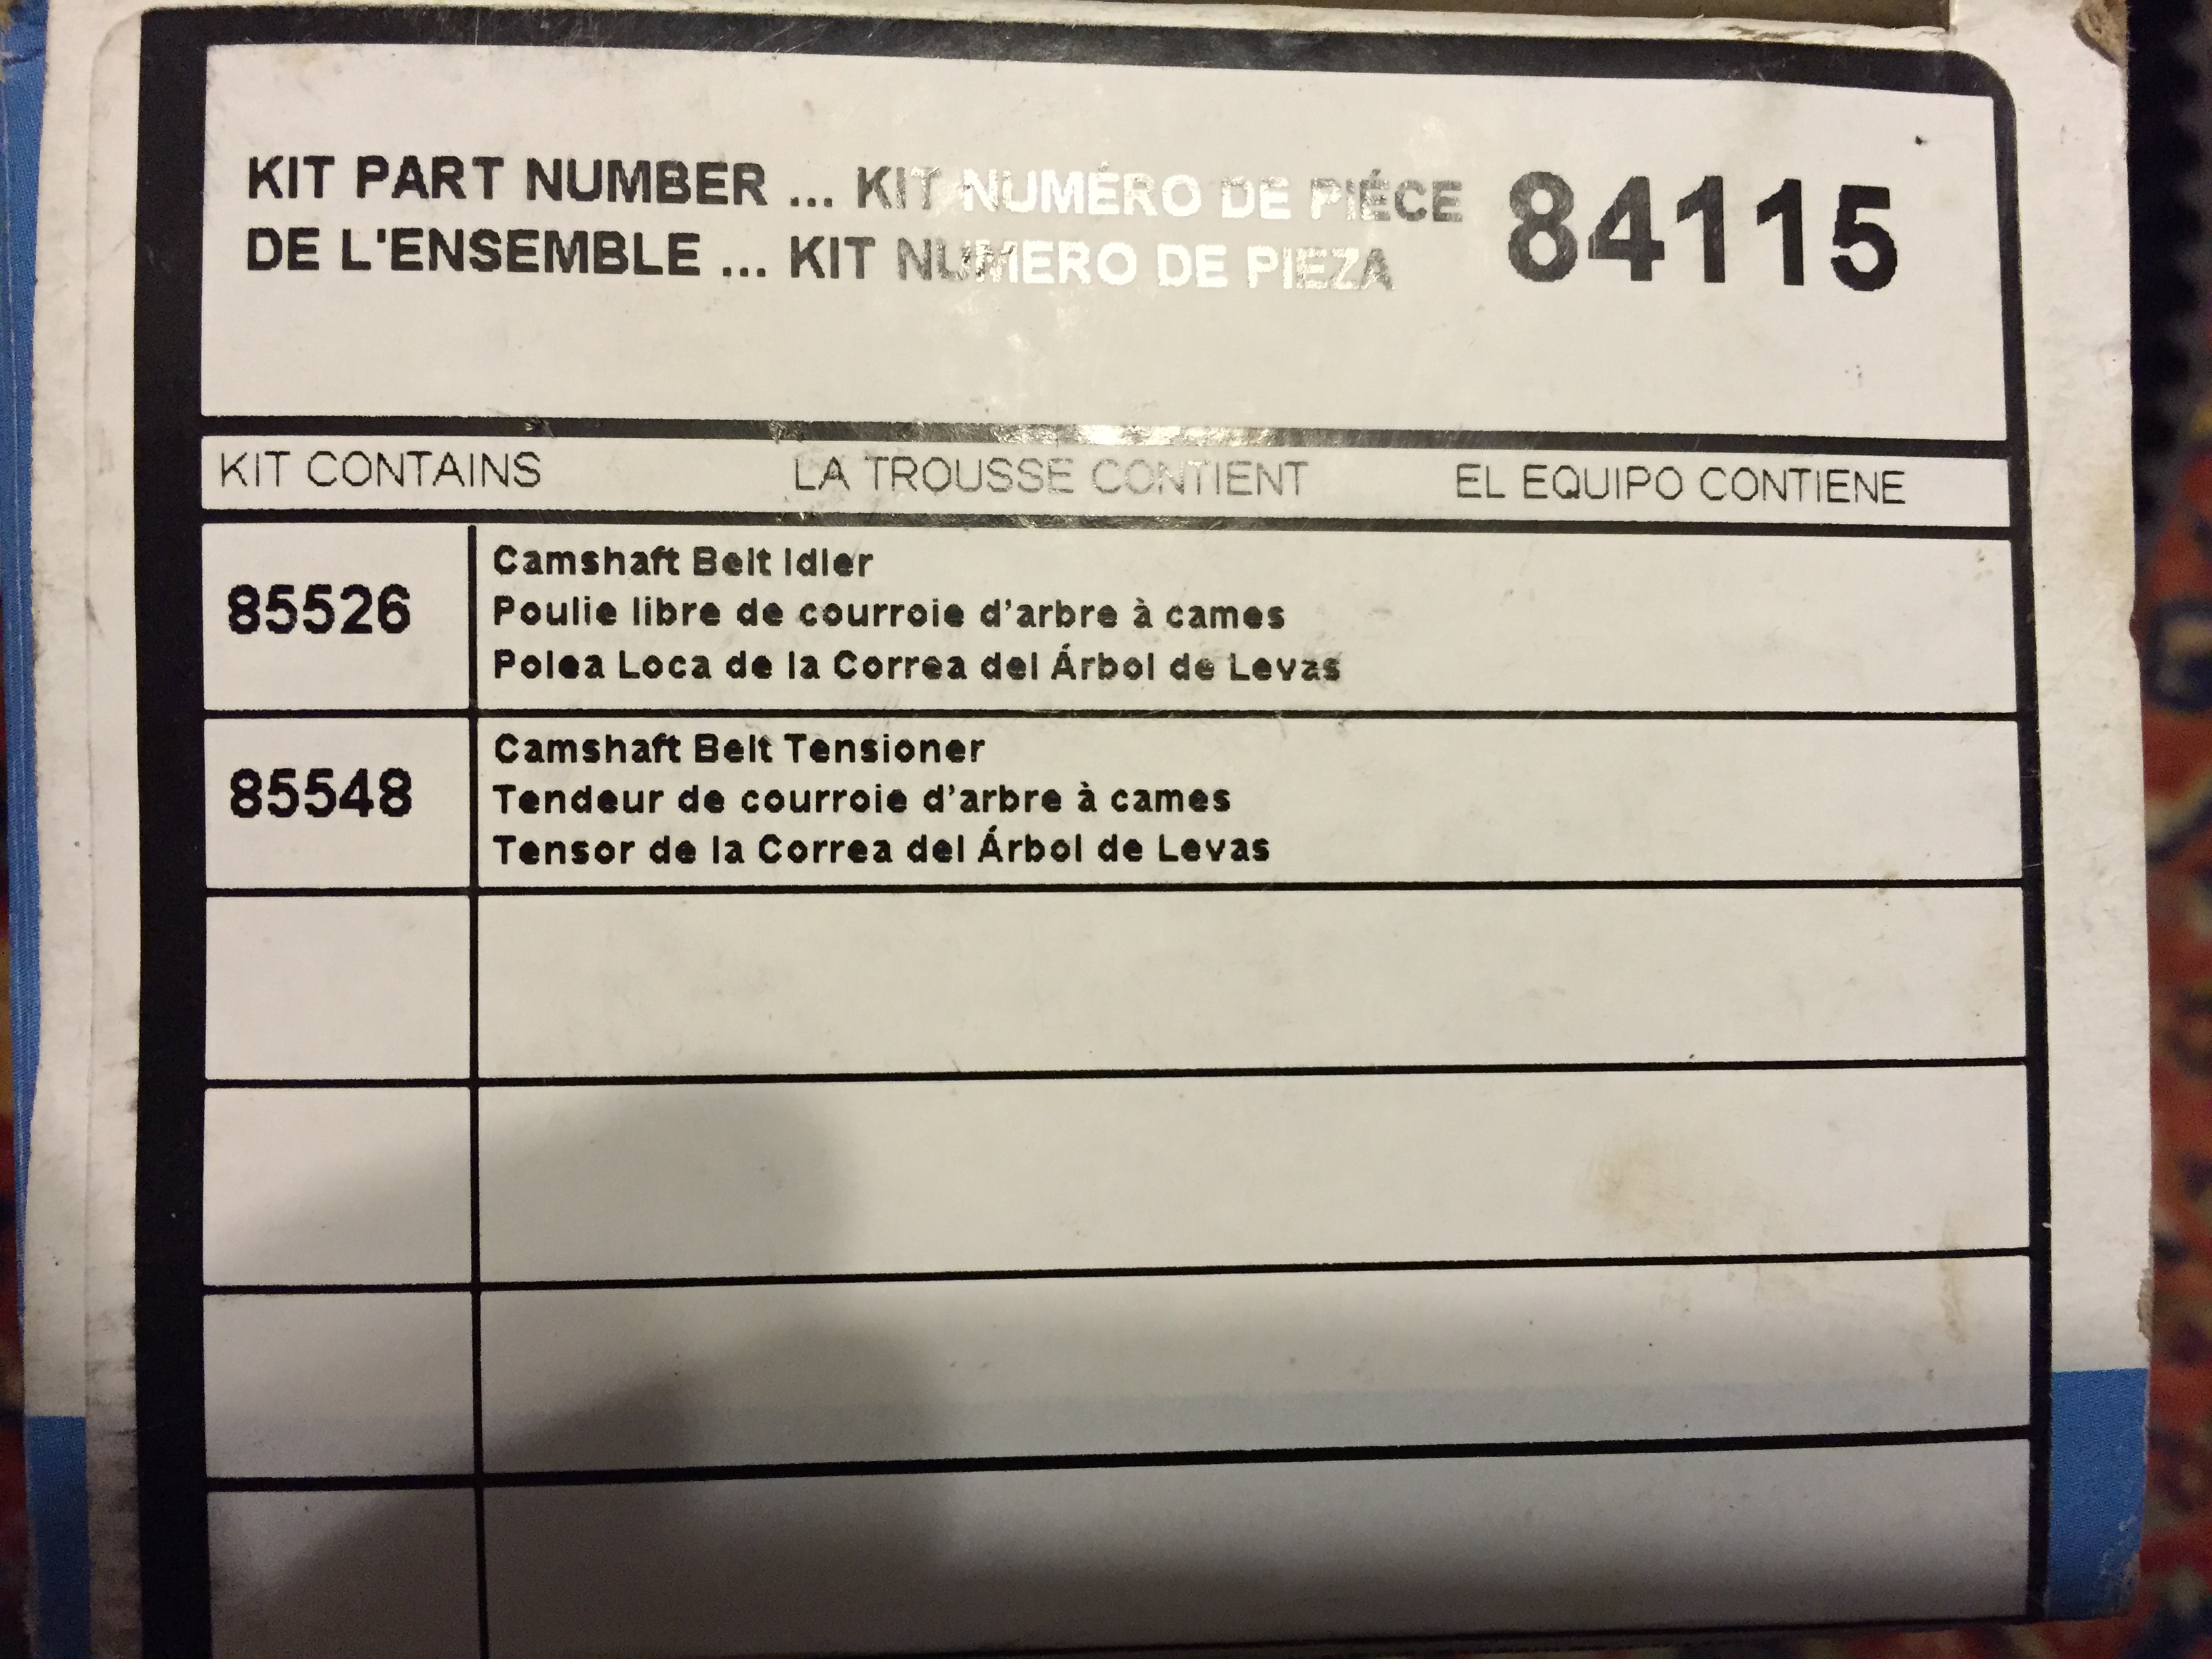 KIT PART NUMBER ... KIT NUMÉRO DE PIÉCE 84115
DE L'ENSEMBLE ... KIT NUMERO DE PIEZA
KIT CONTAINS LA TROUSSE CONTIENT EL EQUIPO CONTIENE
85526
Camshaft Belt Idler
Poulie libre de courroie d'arbre à cames
Polea Loca de la Correa del Árbol de Levas
85548
Camshaft Belt Tensioner
Tendeur de courroie d'arbre à cames
Tensor de la Correa del Árbol de Levas